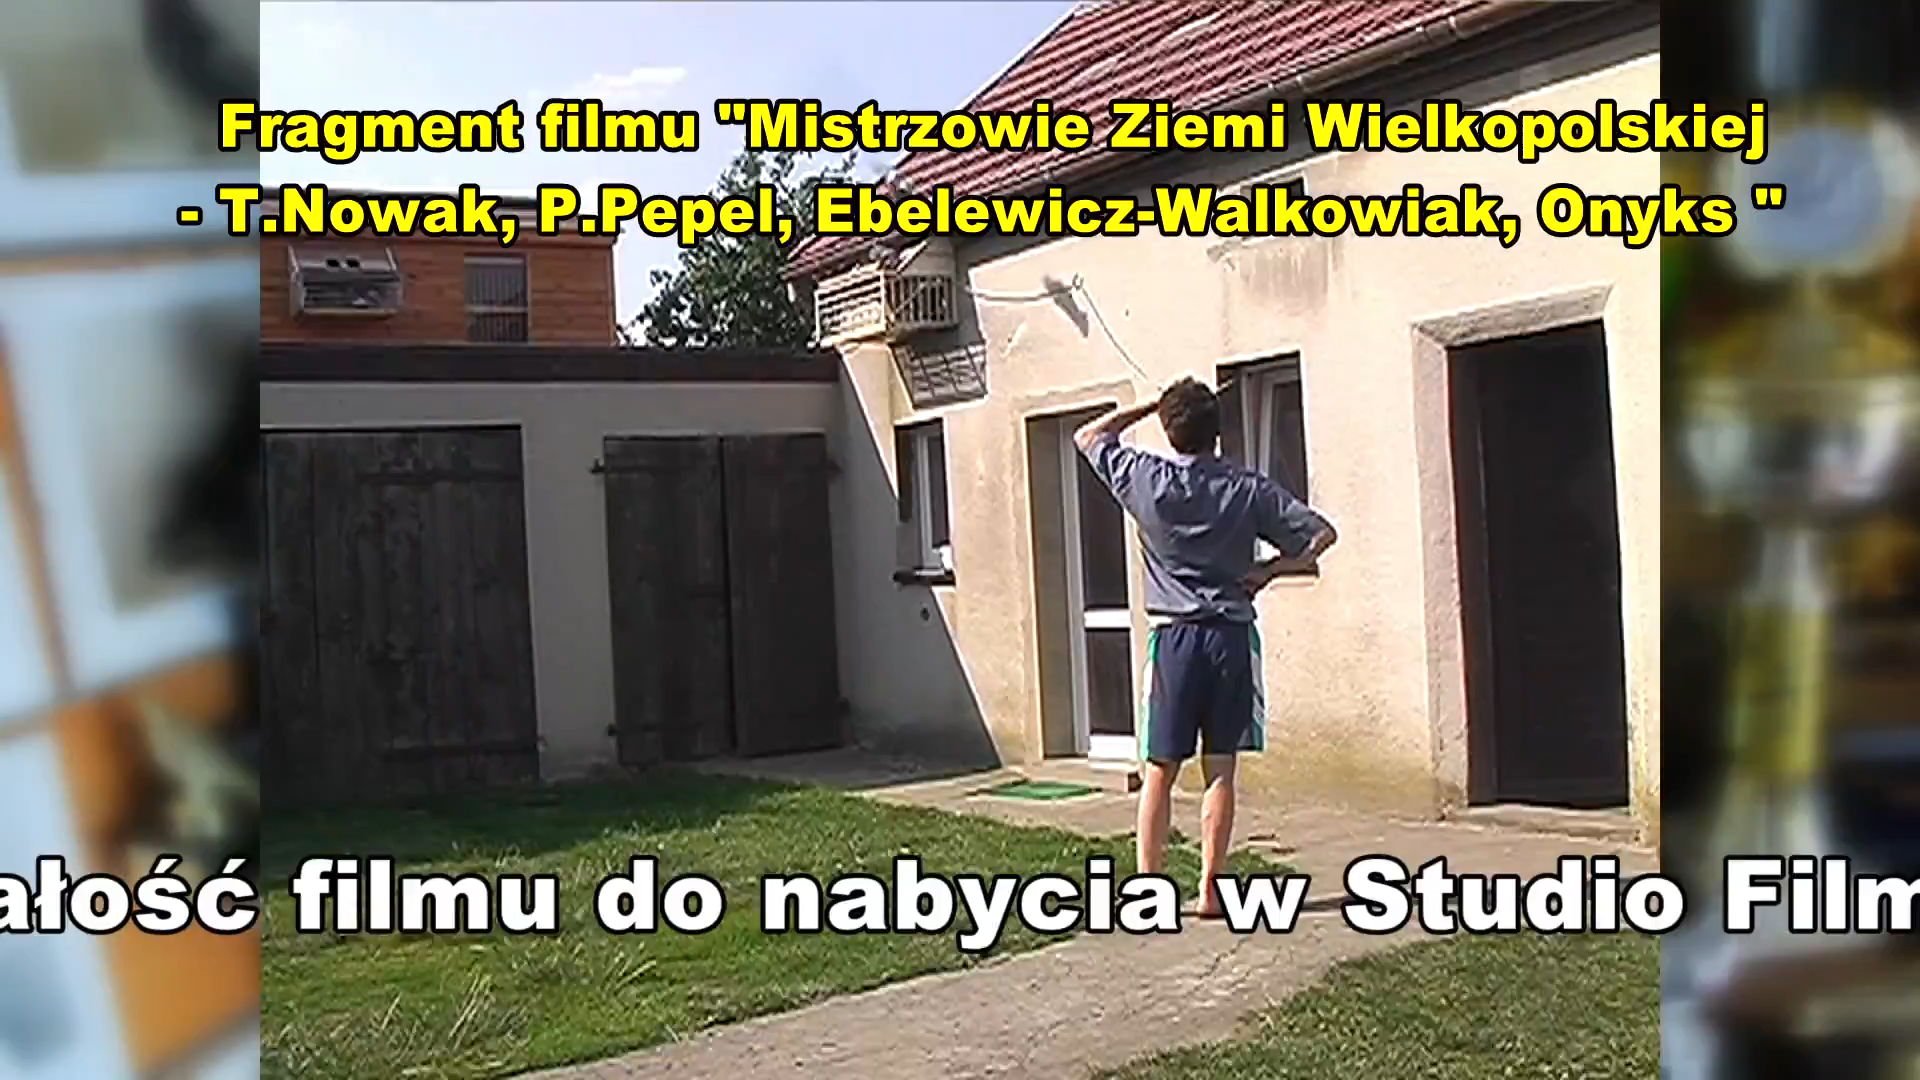 Fragment filmu "Mistrzowie Ziemi Wielkopolskiej
- T.Nowak, P.Pepel, Ebelewicz-Walkowiak, Onyks "
ałość filmu do nabycia w Studio Film